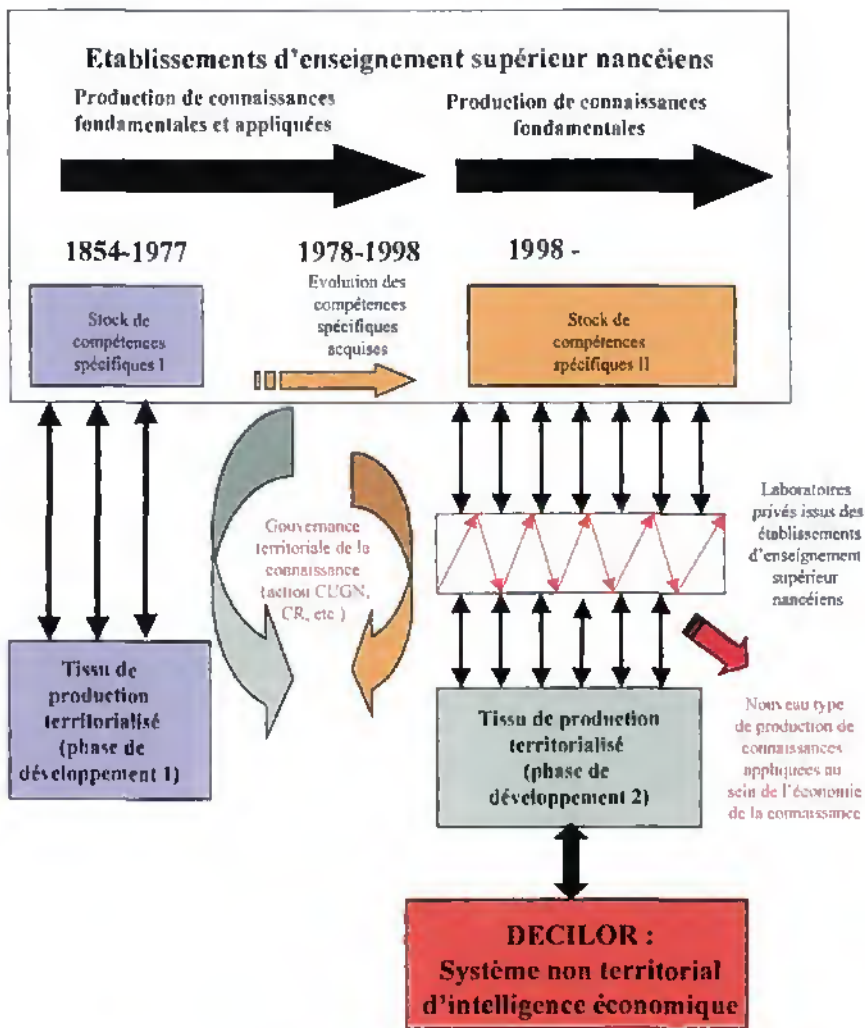 Etablissements d'enseignement supérieur nancéiens
Production de connaissances
fondamentales et appliquées
Production de connaissances
fondamentales
1854-1977
1978-1998
1998 -
Evolution des
compétences
spécifiques
acquises
Stock de
compétences
spécifiques I
Stock de
compétences
spécifiques II
Gouvernance
territoriale de la
connaissance
(action CUGN,
CR, etc )
Laboratoires
privés issus des
établissements
d'enseignement
supérieur
nancéiens
Tissu de
production
territorialisé
(phase de
développement 1)
Tissu de production
territorialisé
(phase de
développement 2)
Nouveau type
de production de
connaissances
appliquées au
sein de l'économie
de la connaissance
DECILOR :
Système non territorial
d'intelligence économique